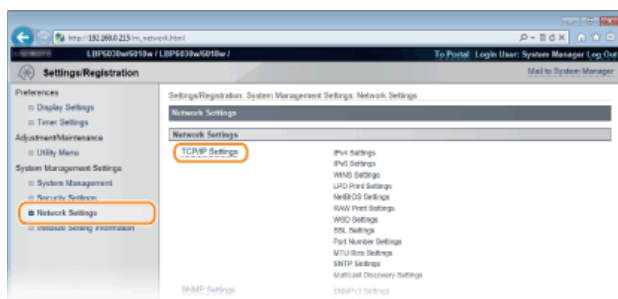 http://192.168.0.215/m_network.html
LBP6030w/6018w / LBP6030w/6018w /
To Portal Login User: System Manager Log Out
Settings/Registration
Mail to System Manager
Preferences
Display Settings
Timer Settings
Adjustment/Maintenance
Utility Menu
System Management Settings
System Management
Security Settings
Network Settings
Initialize Setting Information
Settings/Registration: System Management Settings: Network Settings
Network Settings
Network Settings
TCP/IP Settings
IPv4 Settings
IPv6 Settings
WINS Settings
LPD Print Settings
NetBIOS Settings
RAW Print Settings
WSD Settings
SSL Settings
Port Number Settings
MTU Size Settings
SNTP Settings
Multicast Discovery Settings
SNMP Settings
SNMPv1 Settings